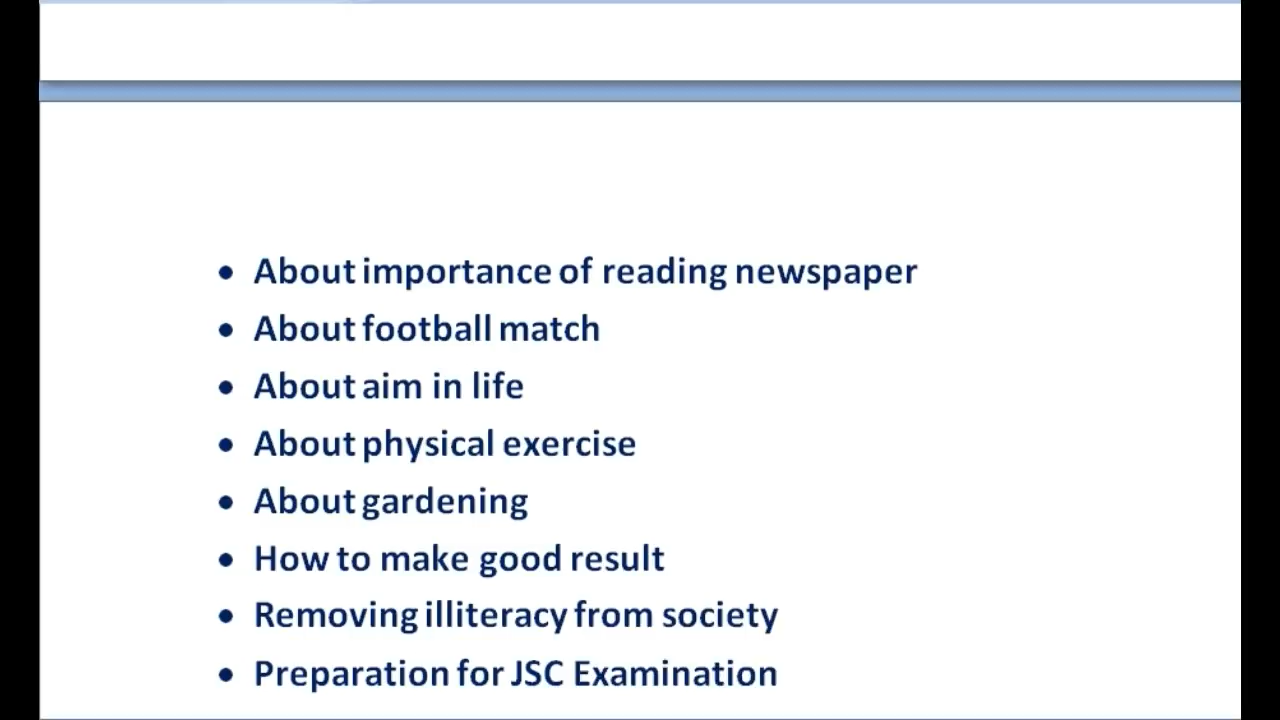 • About importance of reading newspaper
• About football match
• About aim in life
• About physical exercise
• About gardening
• How to make good result
• Removing illiteracy from society
• Preparation for JSC Examination